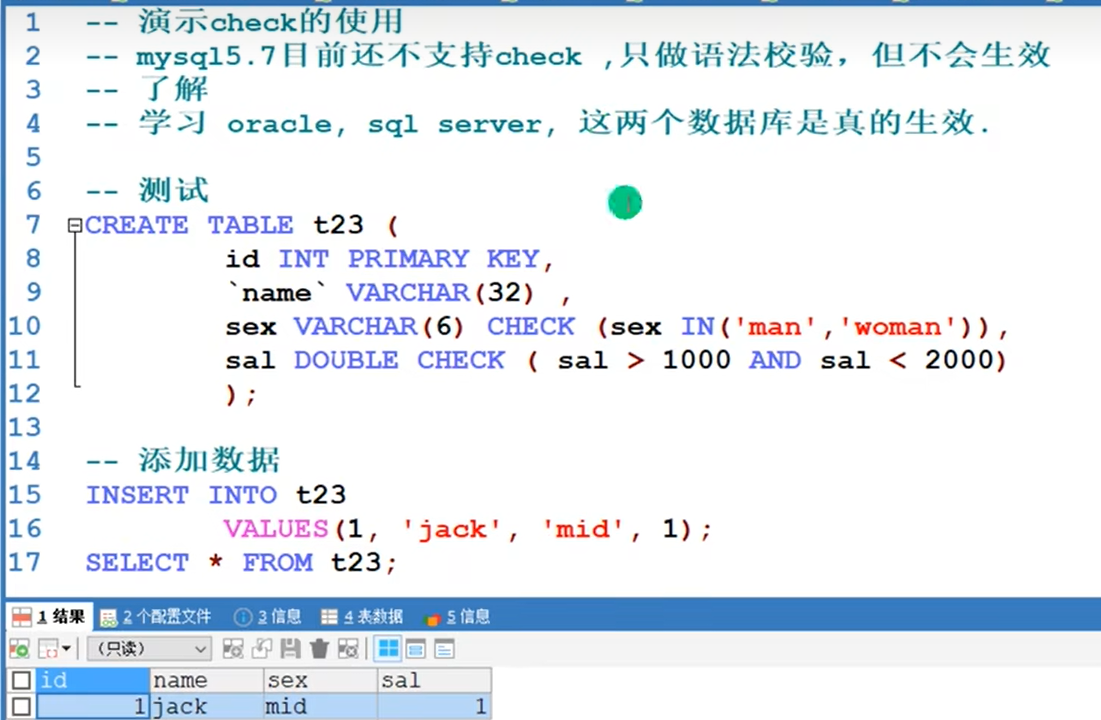 1 -- 演示check的使用
2 -- mysql5.7目前还不支持check ,只做语法校验，但不会生效
3 -- 了解
4 -- 学习 oracle, sql server, 这两个数据库是真的生效.
5
6 -- 测试
7 CREATE TABLE t23 (
8 id INT PRIMARY KEY,
9 `name` VARCHAR(32) ,
10 sex VARCHAR(6) CHECK (sex IN('man','woman')),
11 sal DOUBLE CHECK ( sal > 1000 AND sal < 2000)
12 );
13
14 -- 添加数据
15 INSERT INTO t23
16 VALUES(1, 'jack', 'mid', 1);
17 SELECT * FROM t23;
1 结果 2 个配置文件 3 信息 4 表数据 5 信息
（只读）
id name sex sal
1 jack mid 1